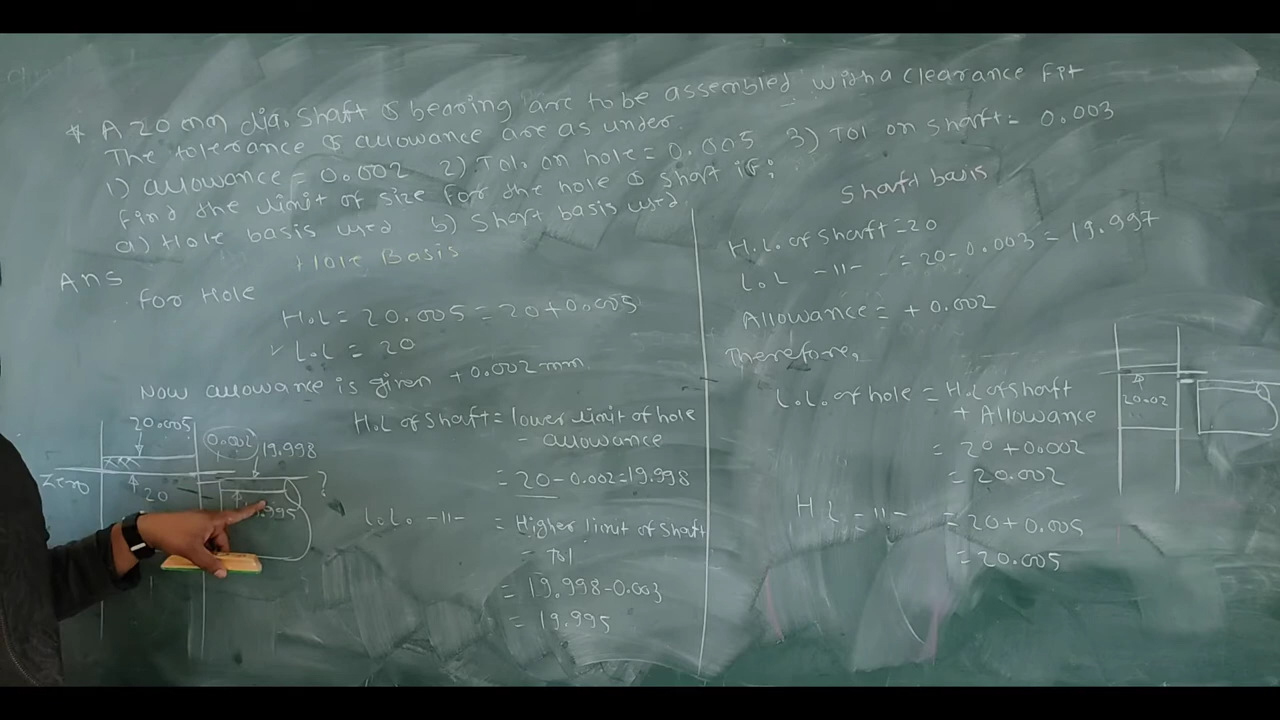 * A 20 mm dia. shaft & bearing are to be assembled with a clearance Fit
The tolerance & allowance are as under.
1) allowance = 0.002 2) Tol. on hole = 0.005 3) Tol on shaft = 0.003
Find the limit of size for the hole & shaft if;
a) Hole basis used b) Shaft basis used
Ans
Hole Basis
For Hole
H.L = 20.005 = 20 + 0.005
L.L = 20
Now allowance is given +0.002 mm
H.L of shaft = lower limit of hole
- allowance
= 20 - 0.002 = 19.998
L.L. -11- = Higher limit of shaft
- Tol
= 19.998 - 0.003
= 19.995
20.005
0.002
19.998
Zero
20
?
.995
Shaft basis
H.L. of shaft = 20
L.L -11- = 20 - 0.003 = 19.997
Allowance = + 0.002
Therefore,
L.L. of hole = H.L of shaft
+ Allowance
= 20 + 0.002
= 20.002
H L -11- = 20 + 0.005
= 20.005
20.02